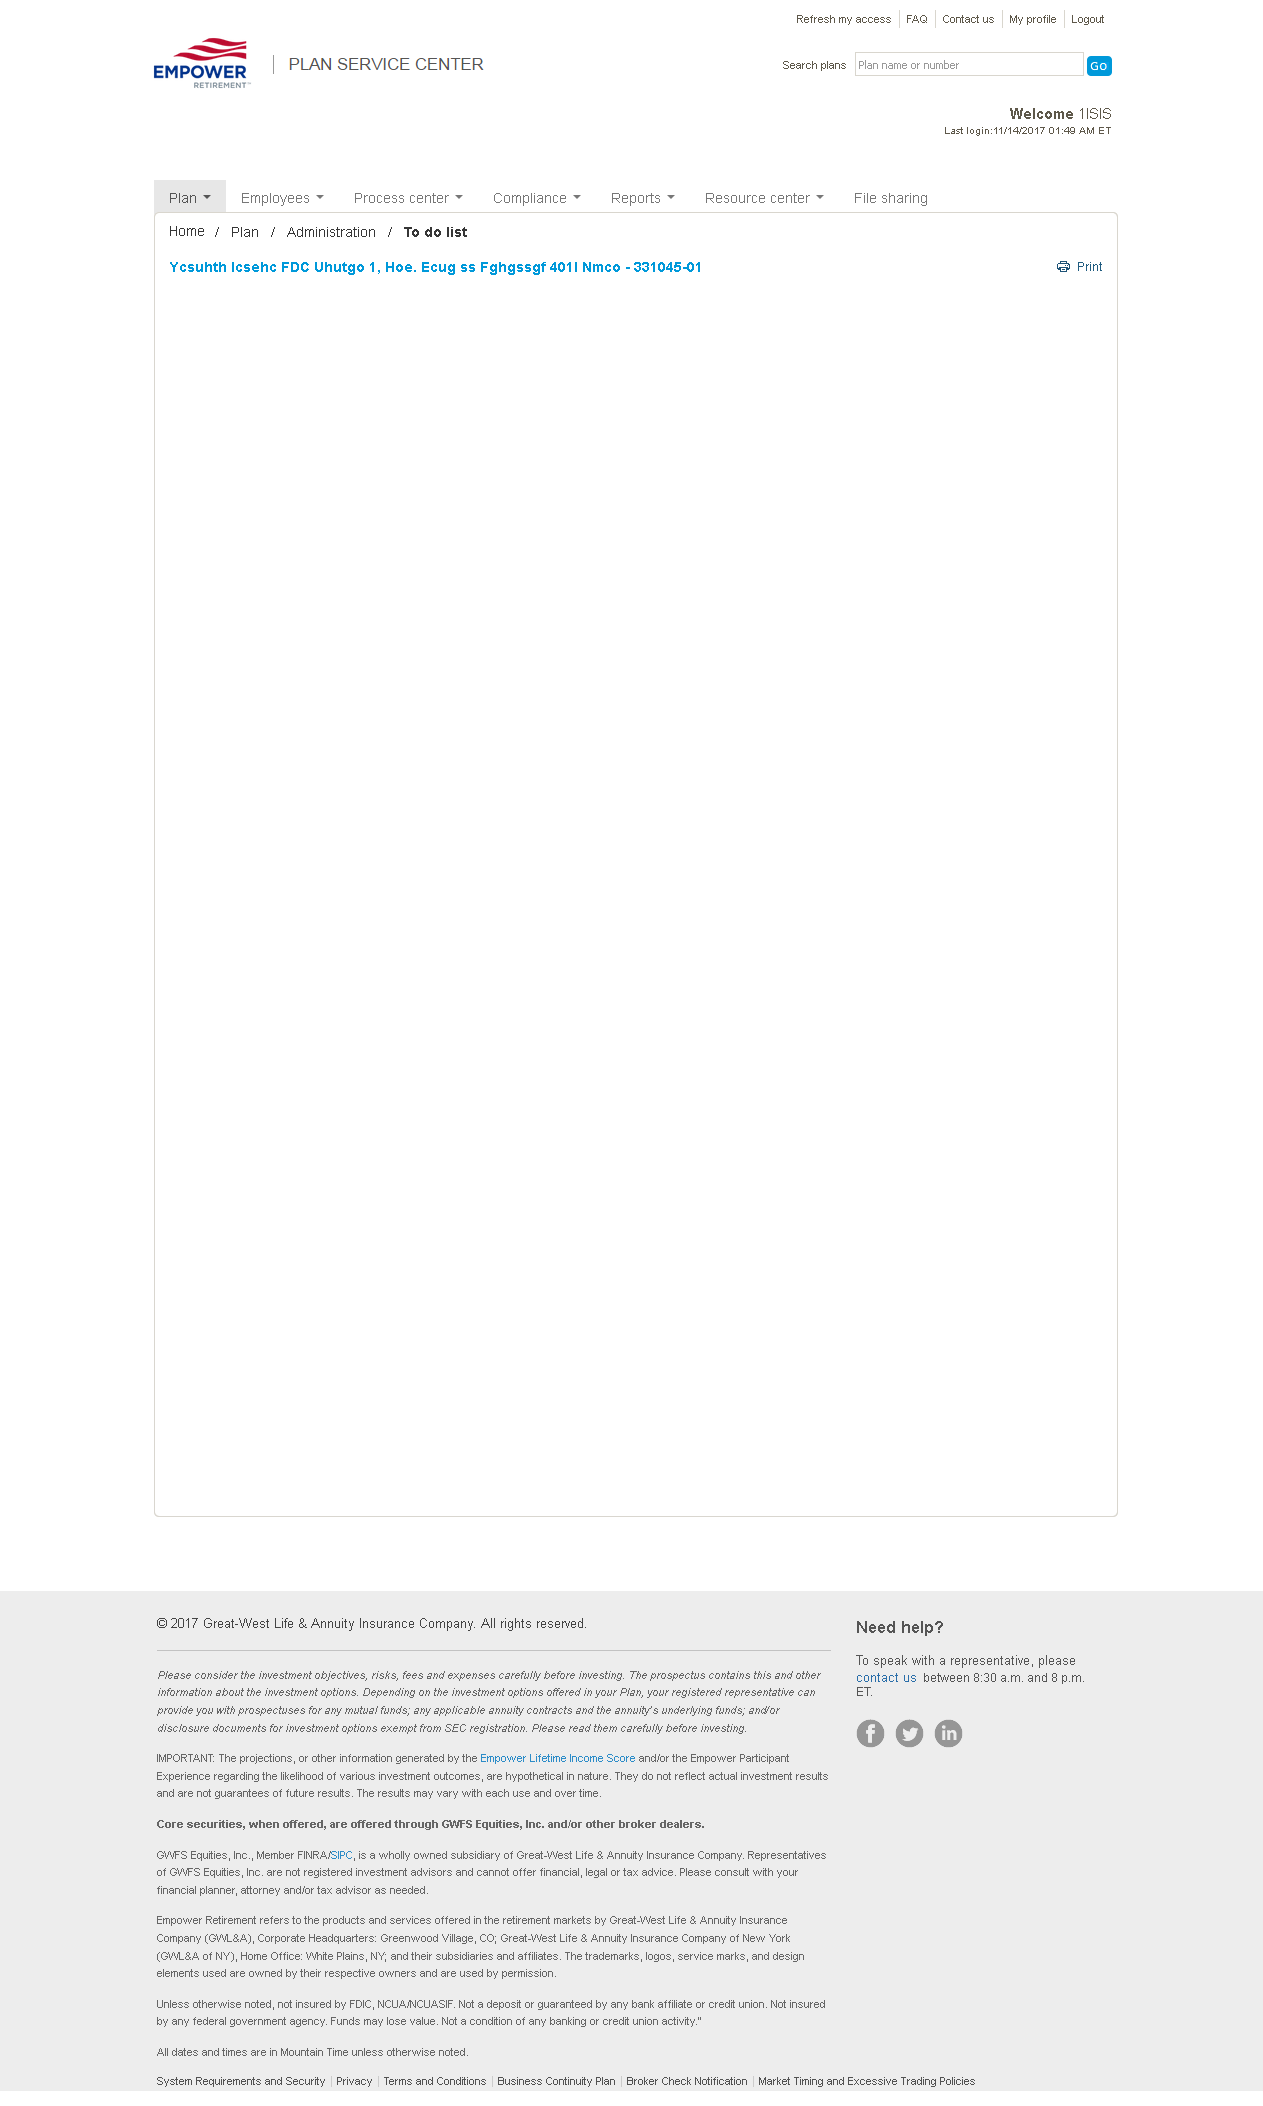 Refresh my access FAQ Contact us My profile Logout
EMPOWER
RETIREMENT
PLAN SERVICE CENTER
Search plans Plan name or number Go
Welcome 1ISIS
Last login:11/14/2017 01:49 AM ET
Plan Employees Process center Compliance Reports Resource center File sharing
Home / Plan / Administration / To do list
Ycsuhth Icsehc FDC Uhutgo 1, Hoe. Ecug ss Fghgssgf 401I Nmco - 331045-01
Print
© 2017 Great-West Life & Annuity Insurance Company. All rights reserved.
Please consider the investment objectives, risks, fees and expenses carefully before investing. The prospectus contains this and other
information about the investment options. Depending on the investment options offered in your Plan, your registered representative can
provide you with prospectuses for any mutual funds; any applicable annuity contracts and the annuity's underlying funds; and/or
disclosure documents for investment options exempt from SEC registration. Please read them carefully before investing.
IMPORTANT: The projections, or other information generated by the Empower Lifetime Income Score and/or the Empower Participant
Experience regarding the likelihood of various investment outcomes, are hypothetical in nature. They do not reflect actual investment results
and are not guarantees of future results. The results may vary with each use and over time.
Core securities, when offered, are offered through GWFS Equities, Inc. and/or other broker dealers.
GWFS Equities, Inc., Member FINRA/SIPC, is a wholly owned subsidiary of Great-West Life & Annuity Insurance Company. Representatives
of GWFS Equities, Inc. are not registered investment advisors and cannot offer financial, legal or tax advice. Please consult with your
financial planner, attorney and/or tax advisor as needed.
Empower Retirement refers to the products and services offered in the retirement markets by Great-West Life & Annuity Insurance
Company (GWL&A), Corporate Headquarters: Greenwood Village, CO; Great-West Life & Annuity Insurance Company of New York
(GWL&A of NY), Home Office: White Plains, NY; and their subsidiaries and affiliates. The trademarks, logos, service marks, and design
elements used are owned by their respective owners and are used by permission.
Unless otherwise noted, not insured by FDIC, NCUA/NCUASIF. Not a deposit or guaranteed by any bank affiliate or credit union. Not insured
by any federal government agency. Funds may lose value. Not a condition of any banking or credit union activity."
All dates and times are in Mountain Time unless otherwise noted.
Need help?
To speak with a representative, please
contact us between 8:30 a.m. and 8 p.m.
ET.
System Requirements and Security Privacy Terms and Conditions Business Continuity Plan Broker Check Notification Market Timing and Excessive Trading Policies